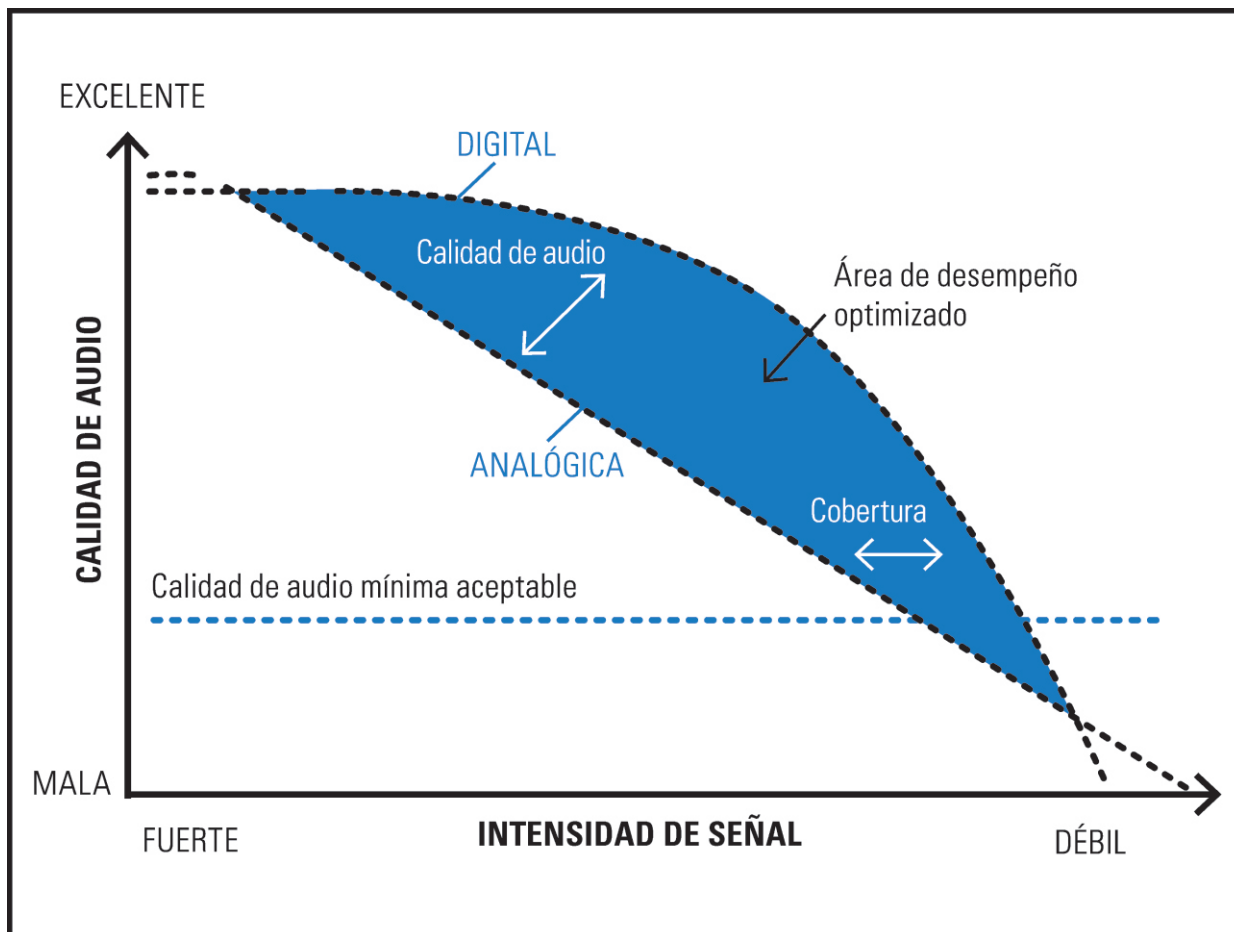 EXCELENTE
DIGITAL
Calidad de audio
Área de desempeño
optimizado
CALIDAD DE AUDIO
ANALÓGICA
Cobertura
Calidad de audio mínima aceptable
MALA
FUERTE
INTENSIDAD DE SEÑAL
DÉBIL